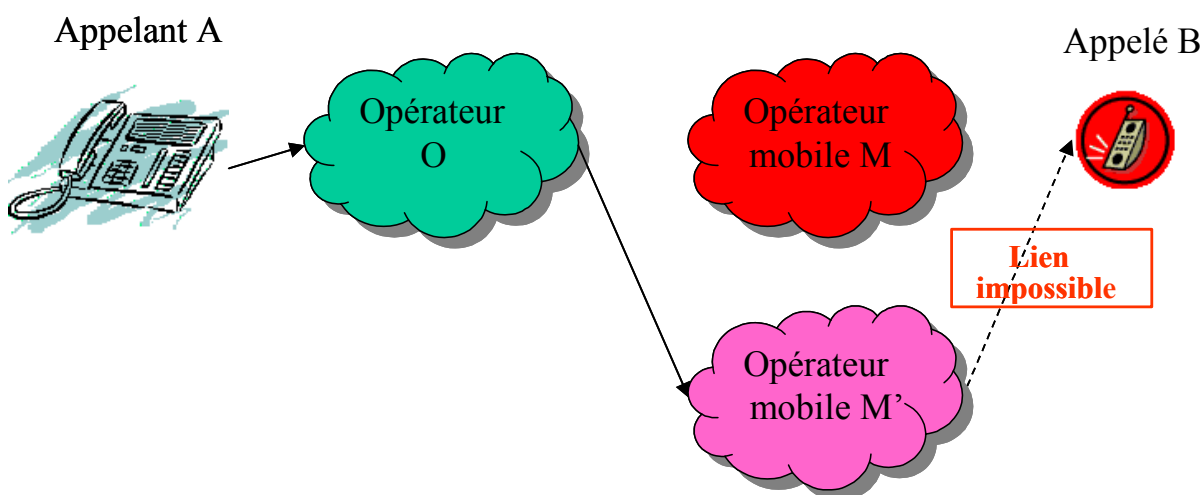 Appelant A
Opérateur
O
Opérateur
mobile M
Appelé B
Lien
impossible
Opérateur
mobile M’